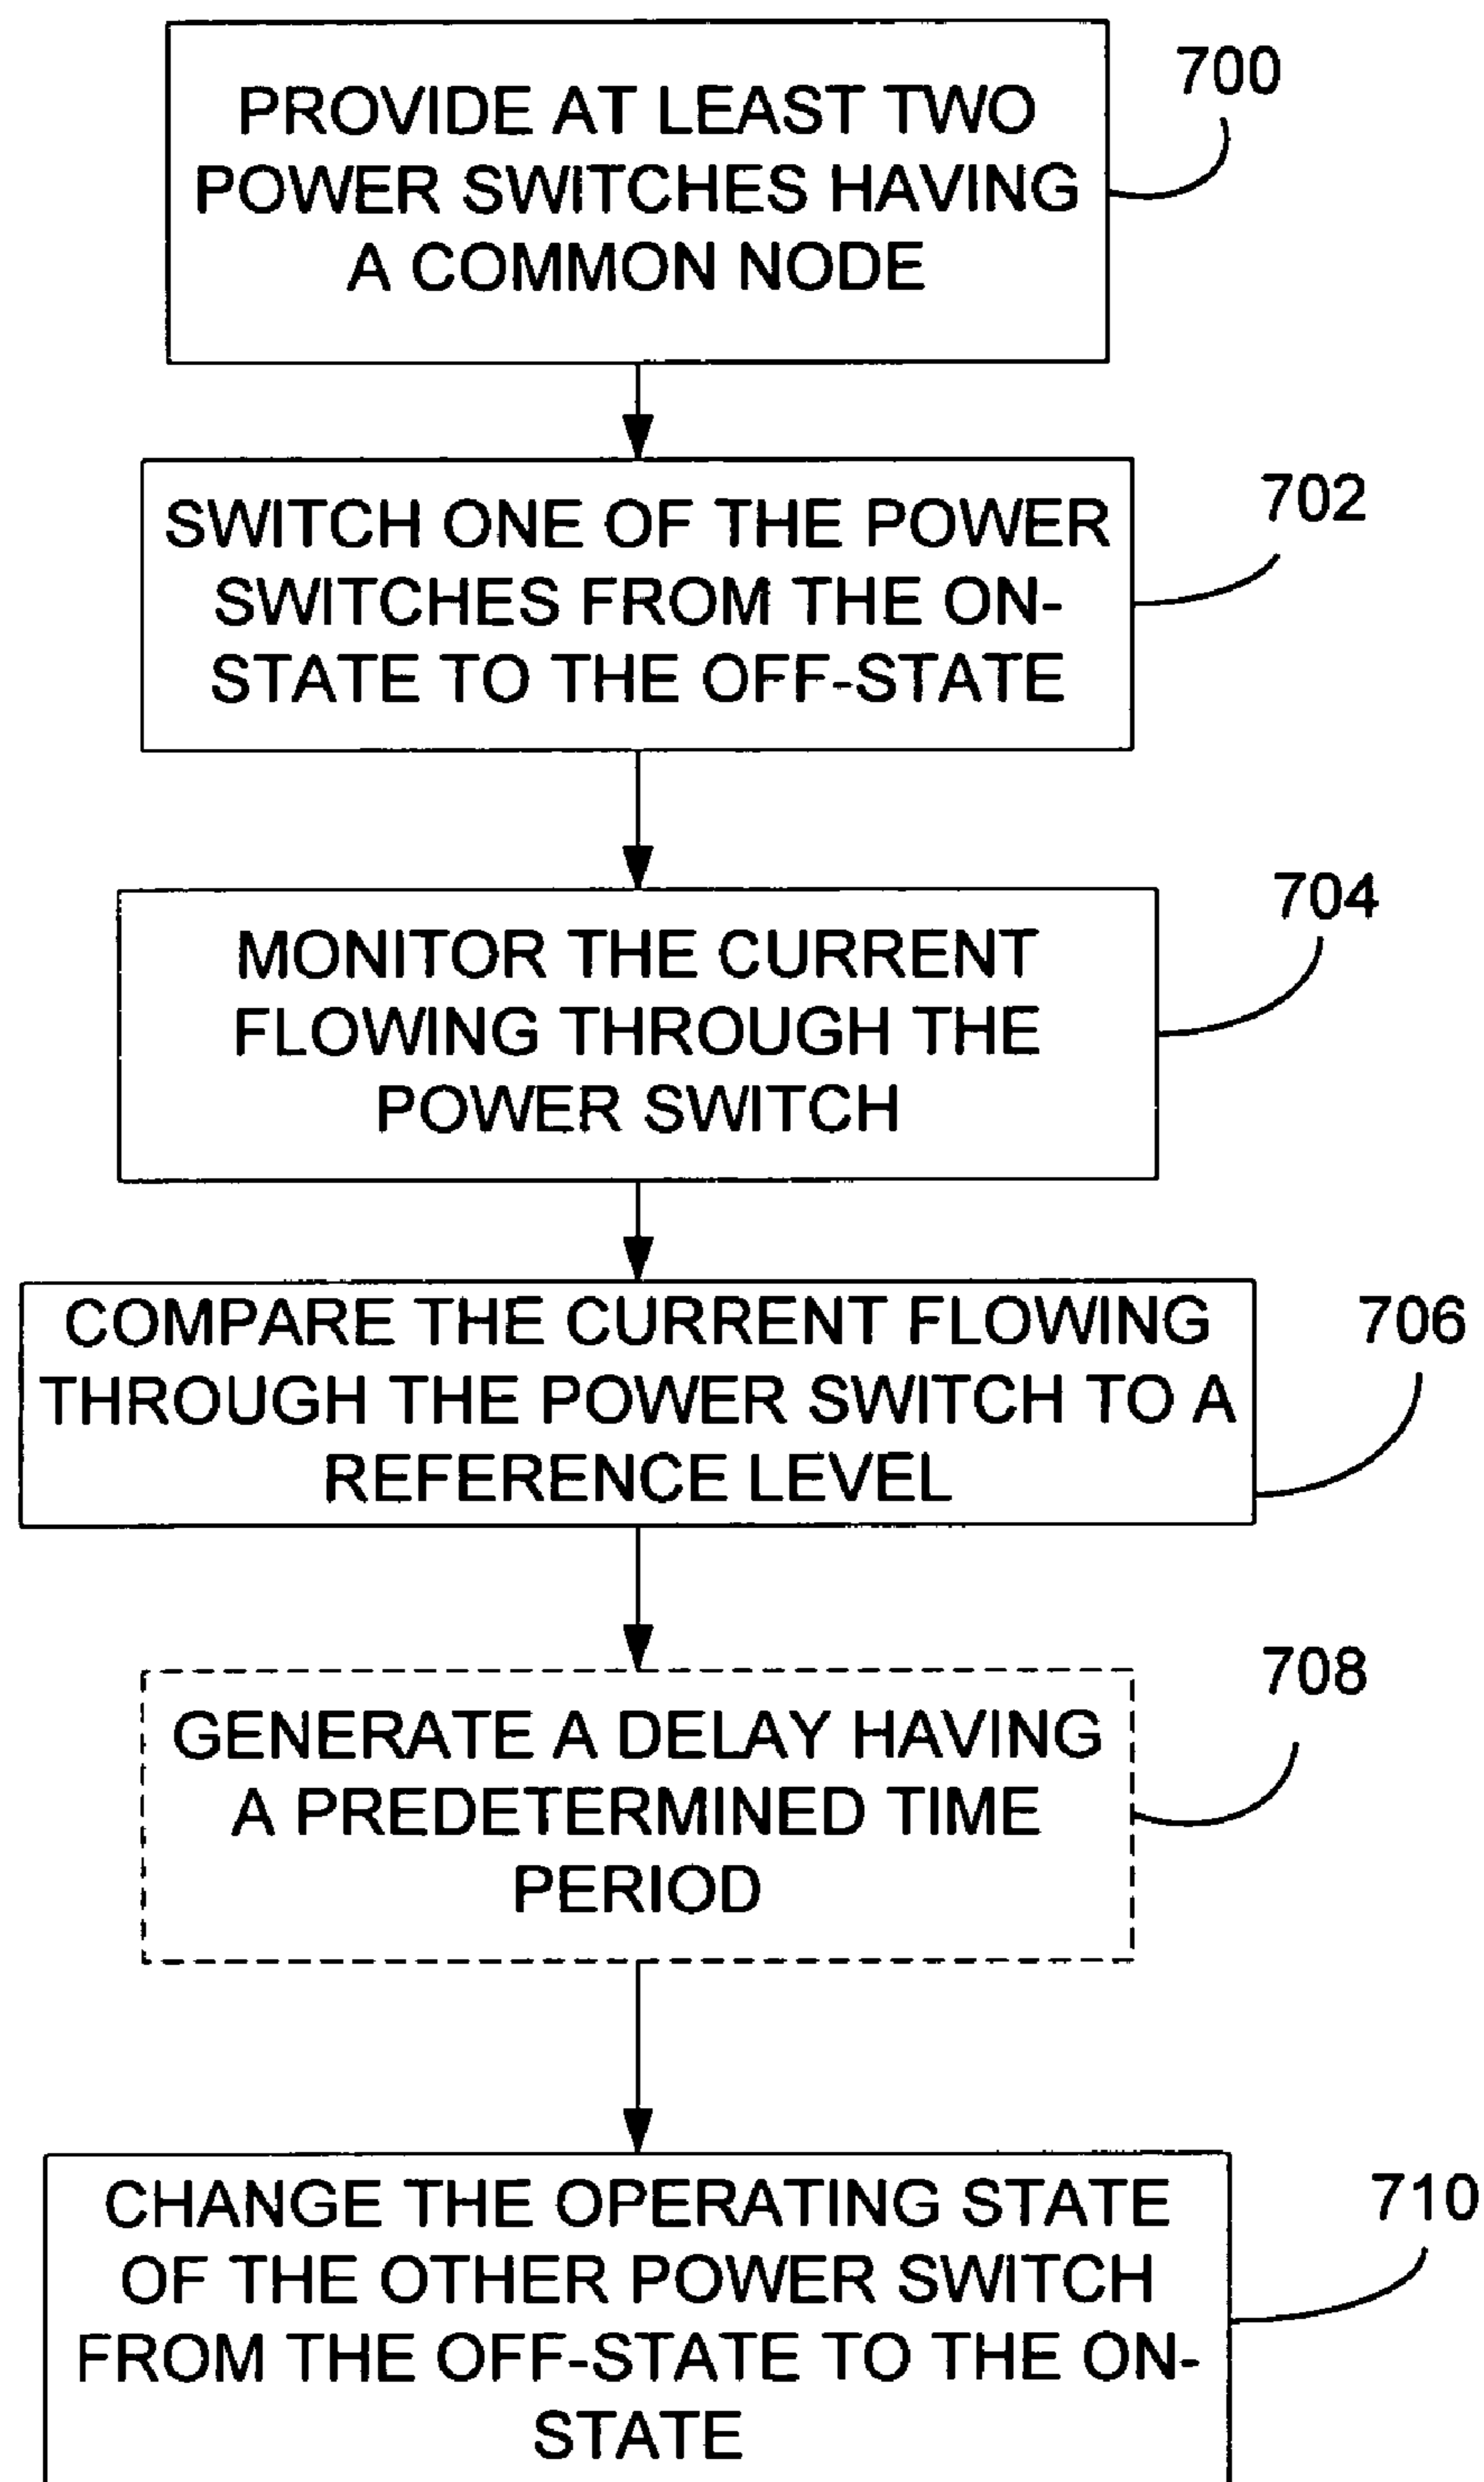 PROVIDE AT LEAST TWO
POWER SWITCHES HAVING
A COMMON NODE
700
SWITCH ONE OF THE POWER
SWITCHES FROM THE ON-
STATE TO THE OFF-STATE
702
MONITOR THE CURRENT
FLOWING THROUGH THE
POWER SWITCH
704
COMPARE THE CURRENT FLOWING
THROUGH THE POWER SWITCH TO A
REFERENCE LEVEL
706
GENERATE A DELAY HAVING
A PREDETERMINED TIME
PERIOD
708
CHANGE THE OPERATING STATE
OF THE OTHER POWER SWITCH
FROM THE OFF-STATE TO THE ON-
STATE
710